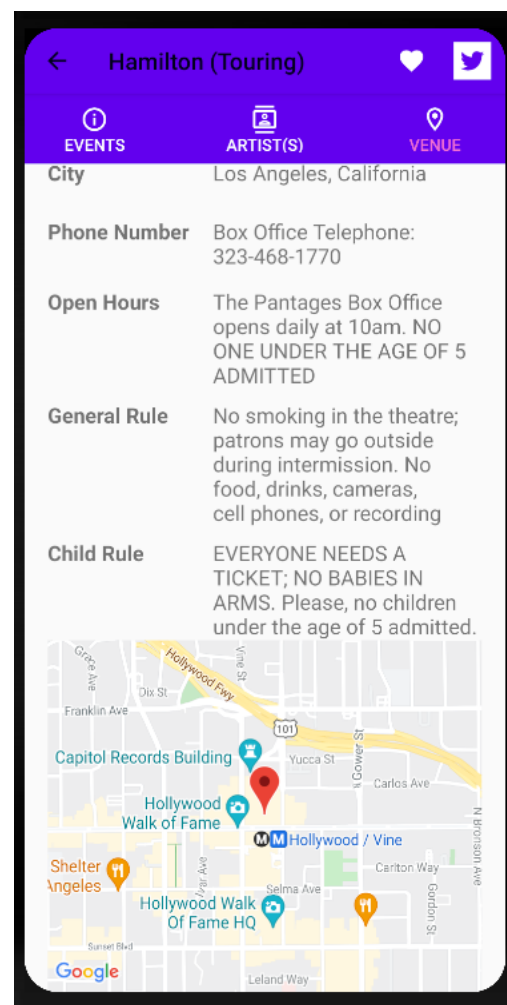 Hamilton (Touring)
EVENTS
ARTIST(S)
VENUE
City
Los Angeles, California
Phone Number
Box Office Telephone:
323-468-1770
Open Hours
The Pantages Box Office
opens daily at 10am. NO
ONE UNDER THE AGE OF 5
ADMITTED
General Rule
No smoking in the theatre;
patrons may go outside
during intermission. No
food, drinks, cameras,
cell phones, or recording
Child Rule
EVERYONE NEEDS A
TICKET; NO BABIES IN
ARMS. Please, no children
under the age of 5 admitted.
Grace Ave
Hollywood Fwy
Vine St
Dix St
Franklin Ave
101
Capitol Records Building
Yucca St
N Gower St
Carlos Ave
Hollywood
Walk of Fame
M M Hollywood / Vine
N Bronson Ave
Shelter
Angeles
Ivar Ave
Carlton Way
Selma Ave
Gordon St
Hollywood Walk
Of Fame HQ
Sunset Blvd
Google
Leland Way